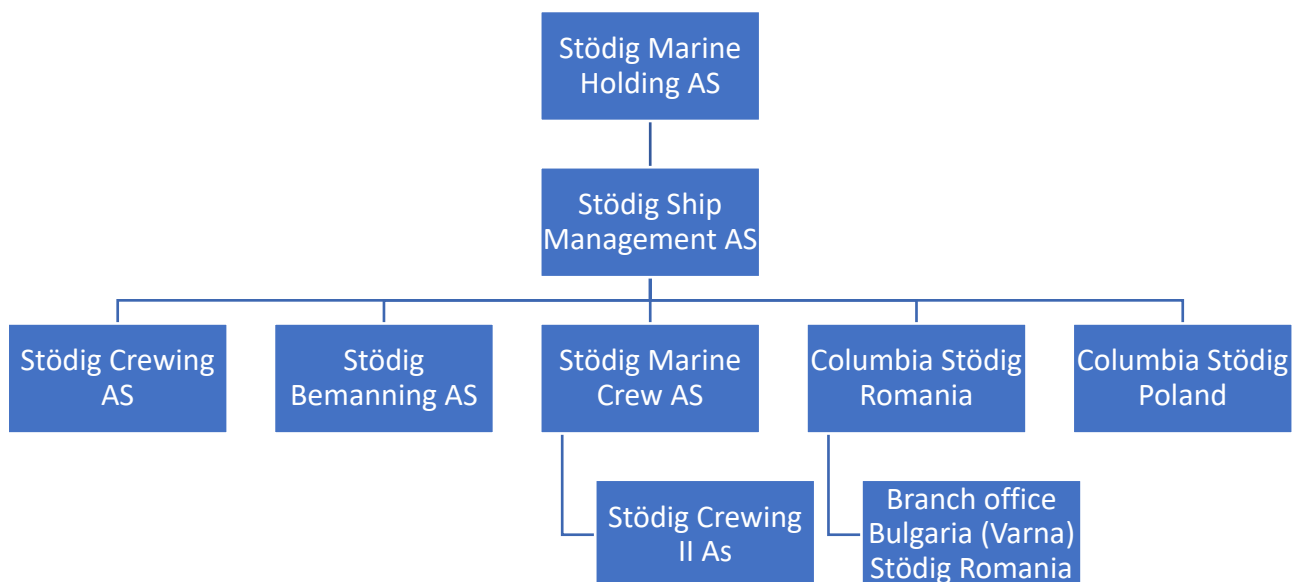 Stödig Marine
Holding AS
Stödig Ship
Management AS
Stödig Crewing
AS
Stödig
Bemanning AS
Stödig Marine
Crew AS
Columbia Stödig
Romania
Columbia Stödig
Poland
Stödig Crewing
II As
Branch office
Bulgaria (Varna)
Stödig Romania